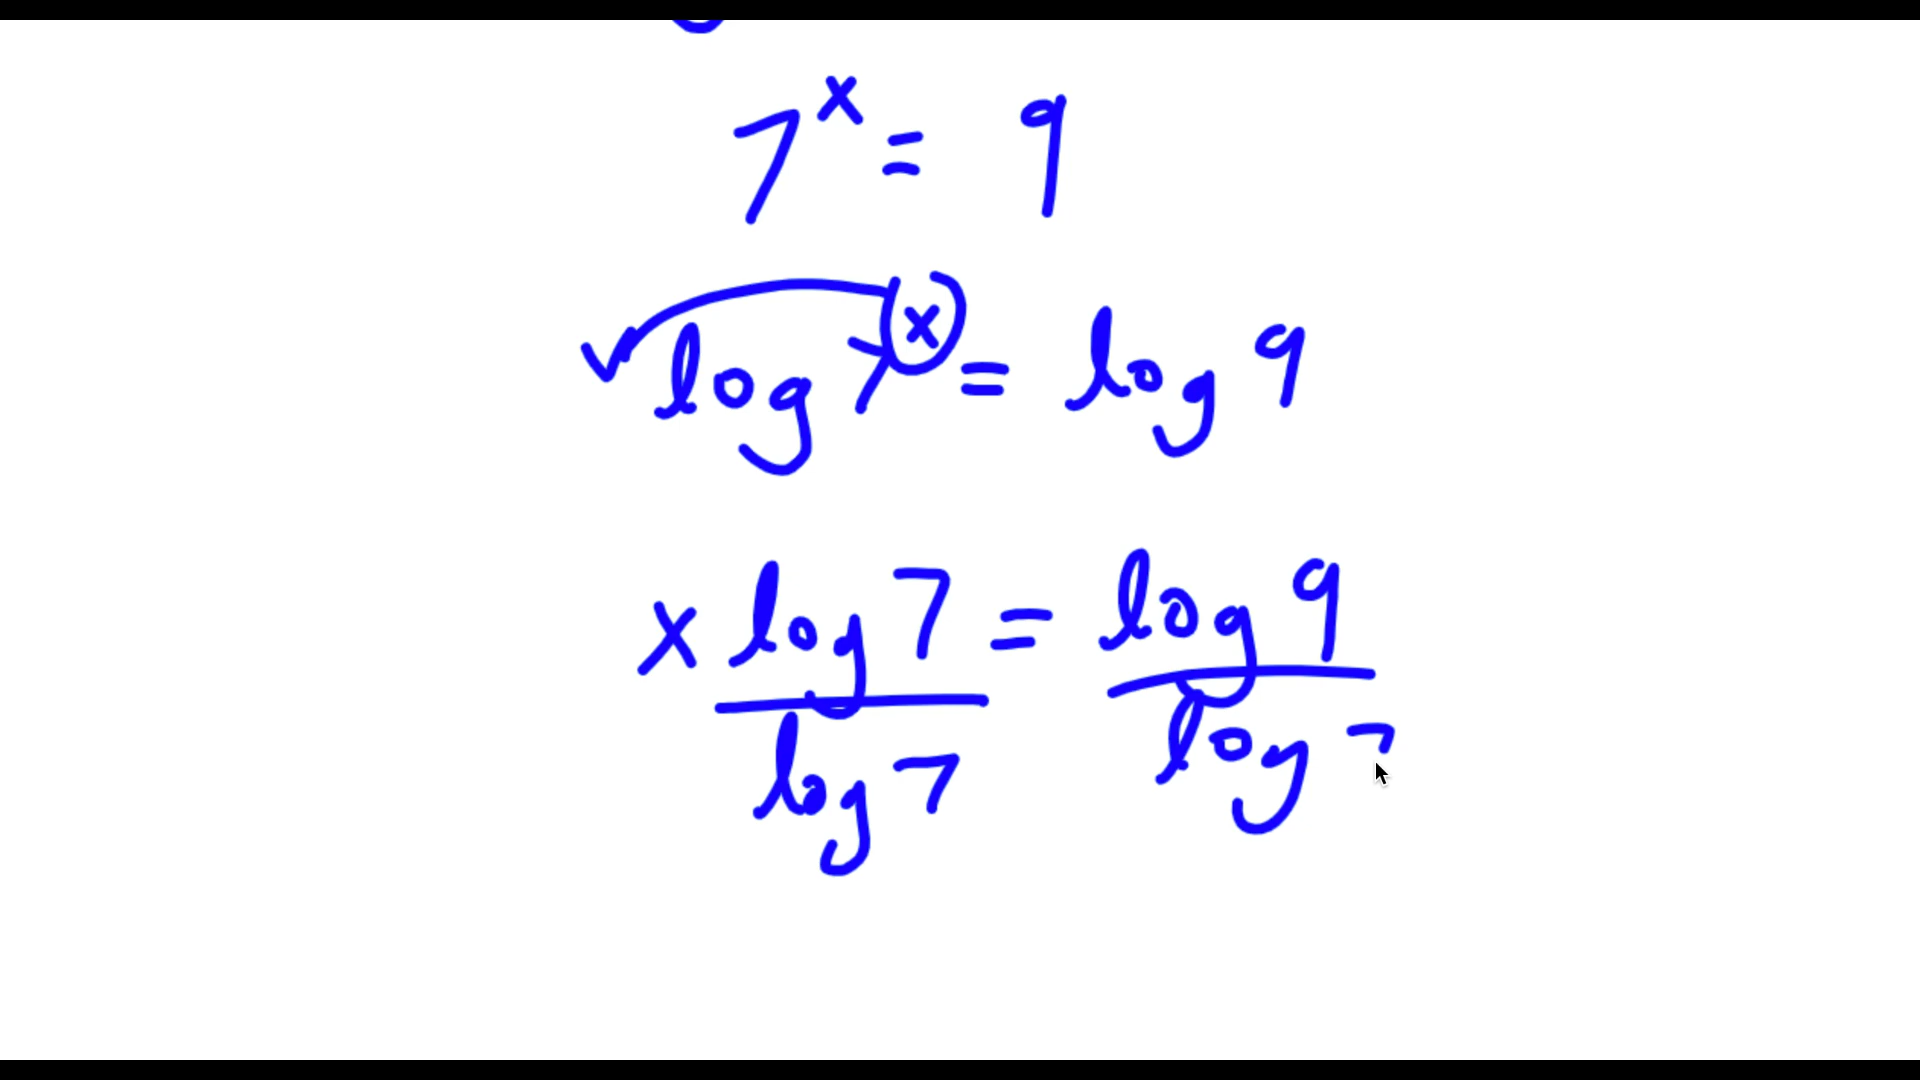 7^x = 9
log 7^x = log 9
x log 7 = log 9
log 7 log 7